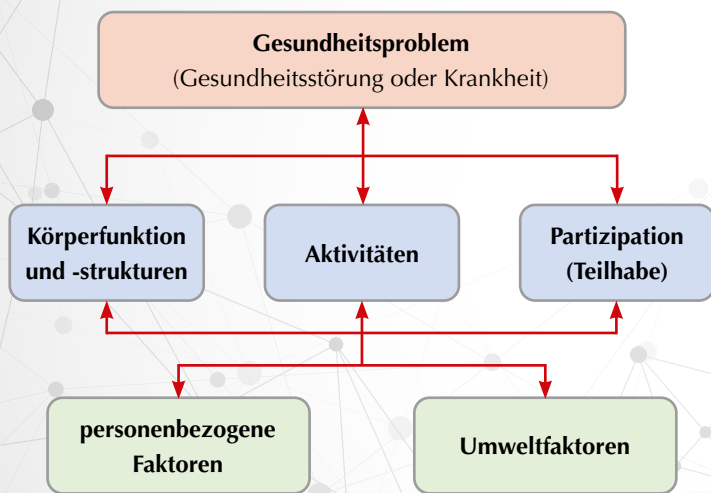 Gesundheitsproblem
(Gesundheitsstörung oder Krankheit)
Körperfunktion
und -strukturen
Aktivitäten
Partizipation
(Teilhabe)
personenbezogene
Faktoren
Umweltfaktoren